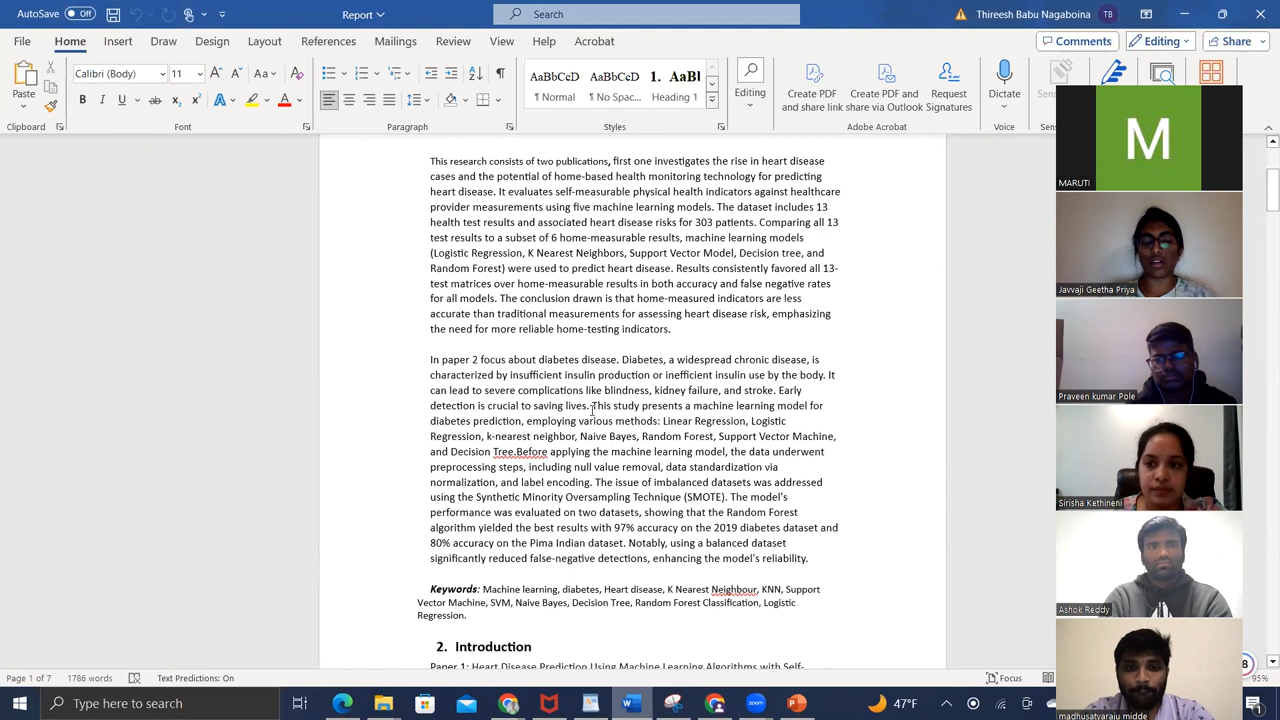 Report
Search
Thireesh Babu Thummalagunta
TB
File
Home
Insert
Draw
Design
Layout
References
Mailings
Review
View
Help
Acrobat
Comments
Editing
Share
Paste
Calibri (Body)
11
AaBbCcD
AaBbCcD
1. AaBl
¶ Normal
¶ No Spac...
Heading 1
Editing
Create PDF
and share link
Create PDF and
share via Outlook
Request
Signatures
Dictate
Clipboard
Font
Paragraph
Styles
Adobe Acrobat
Voice
This research consists of two publications, first one investigates the rise in heart disease
cases and the potential of home-based health monitoring technology for predicting
heart disease. It evaluates self-measurable physical health indicators against healthcare
provider measurements using five machine learning models. The dataset includes 13
health test results and associated heart disease risks for 303 patients. Comparing all 13
test results to a subset of 6 home-measurable results, machine learning models
(Logistic Regression, K Nearest Neighbors, Support Vector Model, Decision tree, and
Random Forest) were used to predict heart disease. Results consistently favored all 13-
test matrices over home-measurable results in both accuracy and false negative rates
for all models. The conclusion drawn is that home-measured indicators are less
accurate than traditional measurements for assessing heart disease risk, emphasizing
the need for more reliable home-testing indicators.
In paper 2 focus about diabetes disease. Diabetes, a widespread chronic disease, is
characterized by insufficient insulin production or inefficient insulin use by the body. It
can lead to severe complications like blindness, kidney failure, and stroke. Early
detection is crucial to saving lives. This study presents a machine learning model for
diabetes prediction, employing various methods: Linear Regression, Logistic
Regression, k-nearest neighbor, Naive Bayes, Random Forest, Support Vector Machine,
and Decision Tree.Before applying the machine learning model, the data underwent
preprocessing steps, including null value removal, data standardization via
normalization, and label encoding. The issue of imbalanced datasets was addressed
using the Synthetic Minority Oversampling Technique (SMOTE). The model's
performance was evaluated on two datasets, showing that the Random Forest
algorithm yielded the best results with 97% accuracy on the 2019 diabetes dataset and
80% accuracy on the Pima Indian dataset. Notably, using a balanced dataset
significantly reduced false-negative detections, enhancing the model's reliability.
Keywords: Machine learning, diabetes, Heart disease, K Nearest Neighbour, KNN, Support
Vector Machine, SVM, Naive Bayes, Decision Tree, Random Forest Classification, Logistic
Regression.
2. Introduction
Paper 1: Heart Disease Prediction Using Machine Learning Algorithms with Self-
M
MARUTI
Javvaji Geetha Priya
Praveen kumar Pole
Sirisha Kethineni
Ashok Reddy
madhusatyaraju midde
Page 1 of 7
1786 words
Text Predictions: On
Focus
95%
Type here to search
47°F